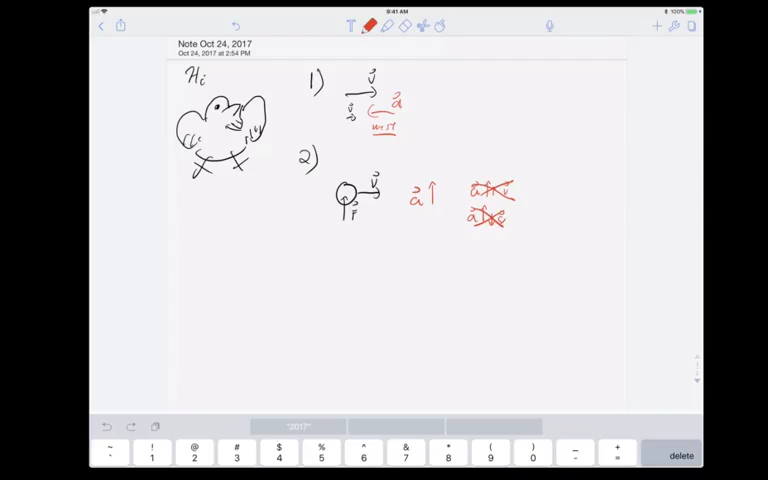 9:41 AM
100%
T
Note Oct 24, 2017
Oct 24, 2017 at 2:54 PM
Hi
1)
v
a
2)
v
F
a
a
a
"2017"
~ ! @ # $ % ^ & * ( ) _ +
` 1 2 3 4 5 6 7 8 9 0 - = delete